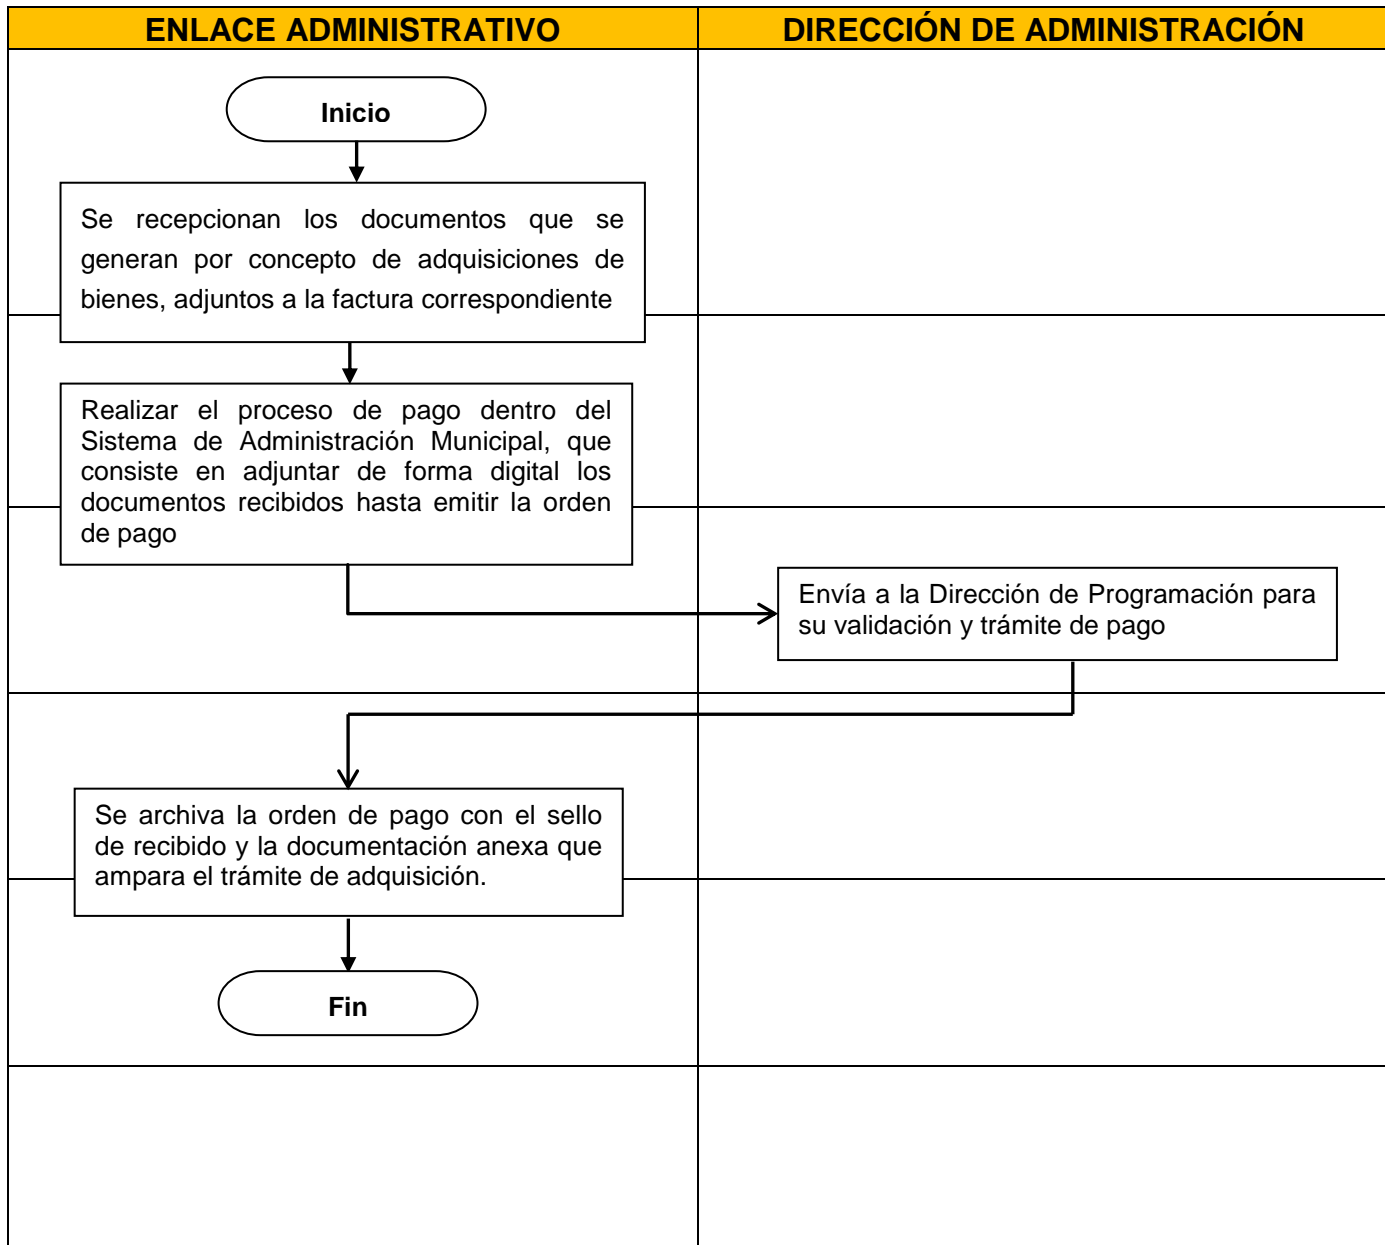 ENLACE ADMINISTRATIVO
DIRECCIÓN DE ADMINISTRACIÓN
Inicio
Se recepcionan los documentos que se
generan por concepto de adquisiciones de
bienes, adjuntos a la factura correspondiente
Realizar el proceso de pago dentro del
Sistema de Administración Municipal, que
consiste en adjuntar de forma digital los
documentos recibidos hasta emitir la orden
de pago
Envía a la Dirección de Programación para
su validación y trámite de pago
Se archiva la orden de pago con el sello
de recibido y la documentación anexa que
ampara el trámite de adquisición.
Fin